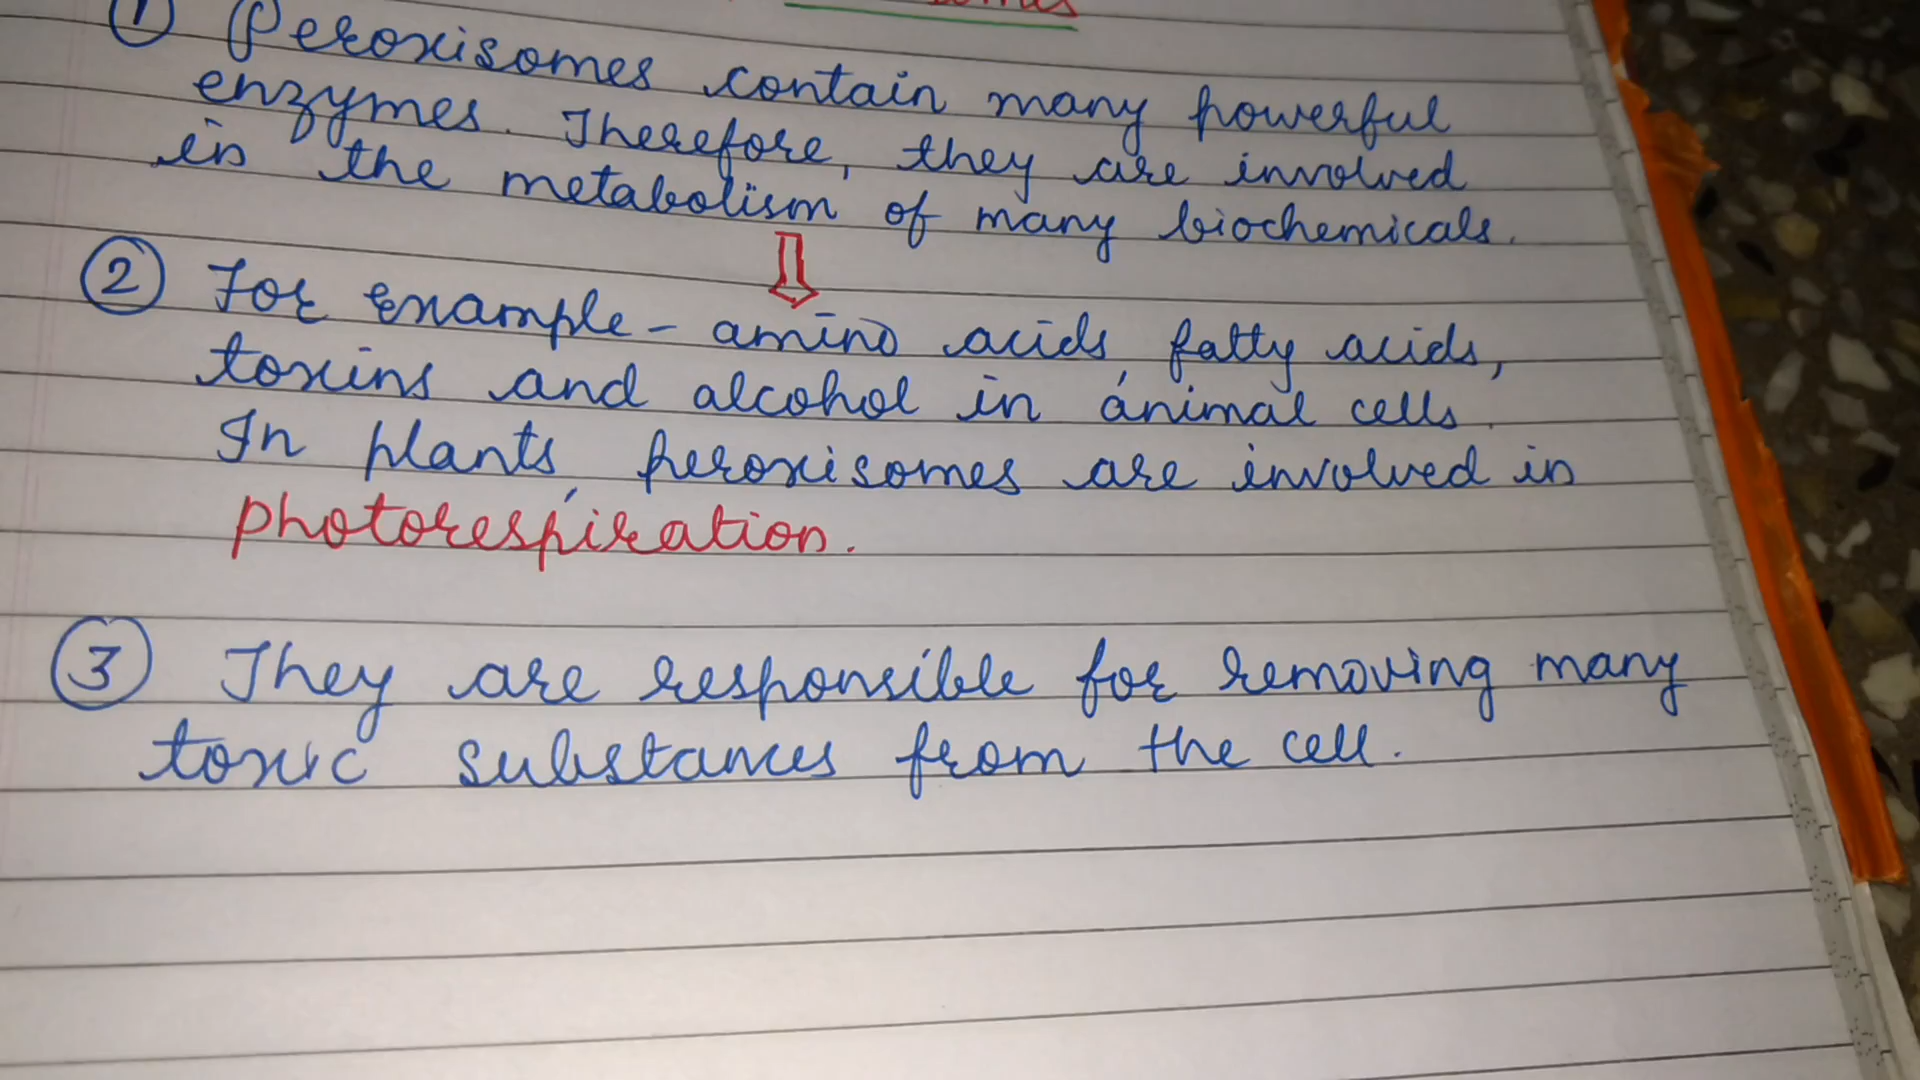 ① Peroxisomes contain many powerful
enzymes. Therefore, they are involved
in the metabolism of many biochemicals.
② For example - amino acids, fatty acids,
toxins and alcohol in animal cells.
In plants, peroxisomes are involved in
photorespiration.
③ They are responsible for removing many
toxic substances from the cell.